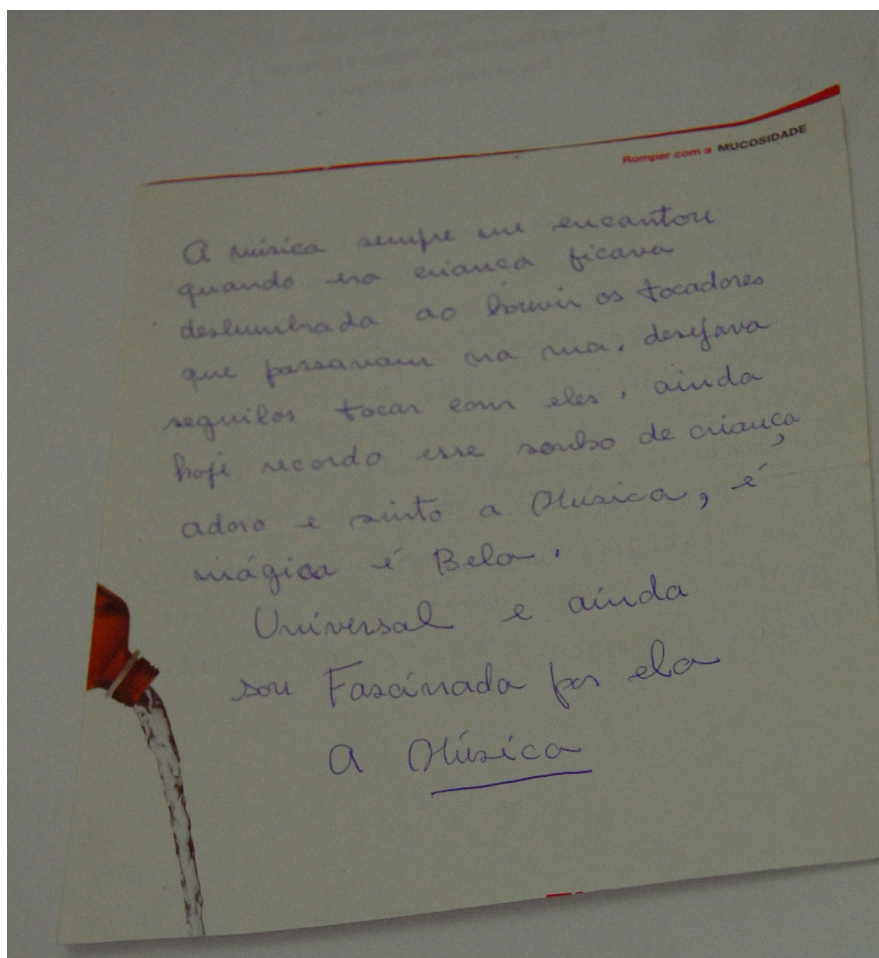 Romper com a MUCOSIDADE
A música sempre me encantou
quando era criança ficava
deslumbrada ao ouvir os tocadores
que passavam na rua. desejava
seguilos tocar com eles, ainda
hoje recordo esse sonho de criança
adoro e sinto a Música, é
mágica é Bela.
Universal e ainda
sou Fascinada por ela
A Música